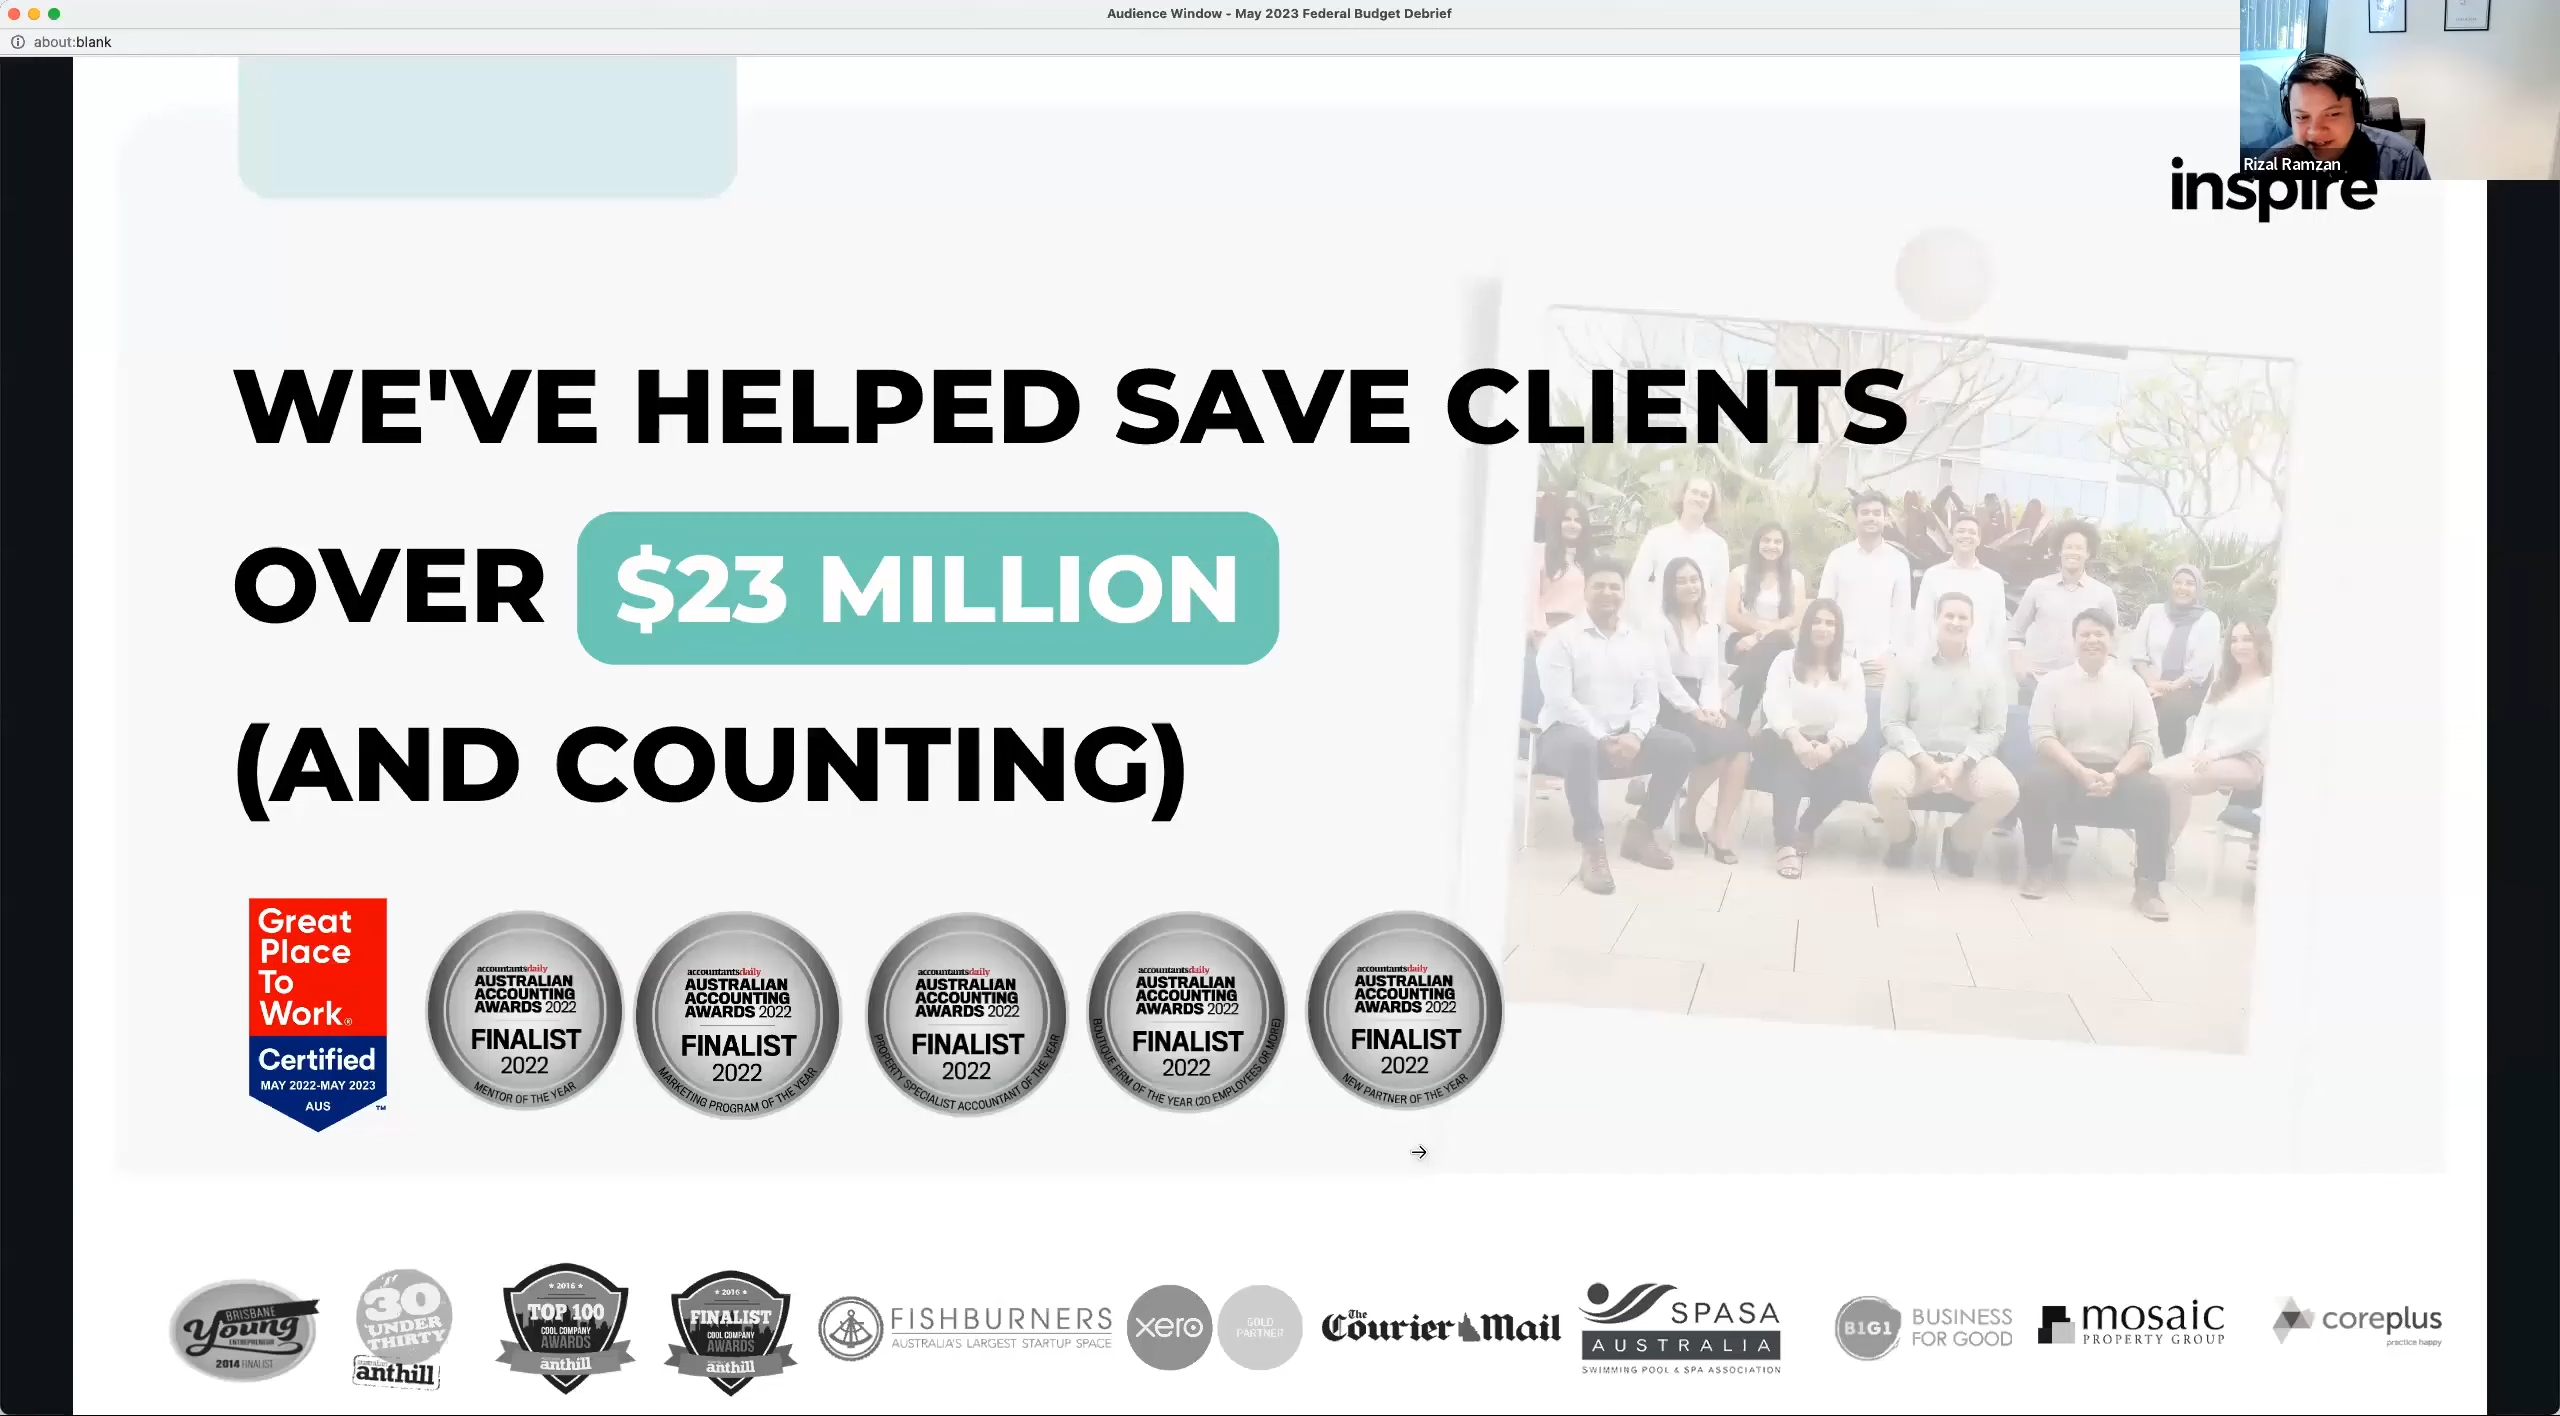 Audience Window - May 2023 Federal Budget Debrief
about:blank
Rizal Ramzan
inspire
WE'VE HELPED SAVE CLIENTS
OVER $23 MILLION
(AND COUNTING)
Great
Place
To
Work®
Certified
MAY 2022-MAY 2023
AUS
TM
accountantsdaily
AUSTRALIAN
ACCOUNTING
AWARDS 2022
FINALIST
2022
MENTOR OF THE YEAR
accountantsdaily
AUSTRALIAN
ACCOUNTING
AWARDS 2022
FINALIST
2022
MARKETING PROGRAM OF THE YEAR
accountantsdaily
AUSTRALIAN
ACCOUNTING
AWARDS 2022
FINALIST
2022
PROPERTY SPECIALIST ACCOUNTANT OF THE YEAR
accountantsdaily
AUSTRALIAN
ACCOUNTING
AWARDS 2022
FINALIST
2022
BOUTIQUE FIRM OF THE YEAR (20 EMPLOYEES OR MORE)
accountantsdaily
AUSTRALIAN
ACCOUNTING
AWARDS 2022
FINALIST
2022
NEW PARTNER OF THE YEAR
BRISBANE
Young
ENTREPRENEUR
2014 FINALIST
30
UNDER
THIRTY
anthill
★ 2016 ★
TOP 100
COOL COMPANY
AWARDS
anthill
★ 2016 ★
FINALIST
COOL COMPANY
AWARDS
anthill
FISHBURNERS
AUSTRALIA'S LARGEST STARTUP SPACE
xero
GOLD
PARTNER
The Courier Mail
SPASA
AUSTRALIA
SWIMMING POOL & SPA ASSOCIATION
B1G1
BUSINESS
FOR GOOD
mosaic
PROPERTY GROUP
coreplus
practice happy